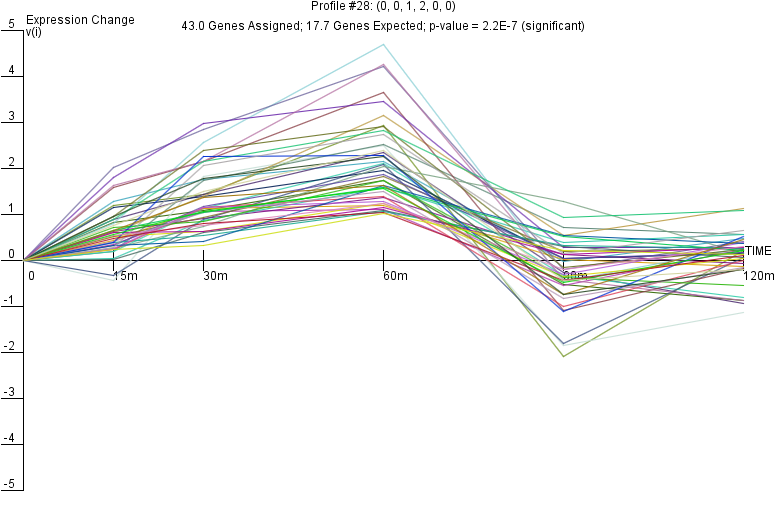 Profile #28: (0, 0, 1, 2, 0, 0)
Expression Change
v(i)
43.0 Genes Assigned; 17.7 Genes Expected; p-value = 2.2E-7 (significant)
5
4
3
2
1
0
-1
-2
-3
-4
-5
0
15m
30m
60m
120m
TIME